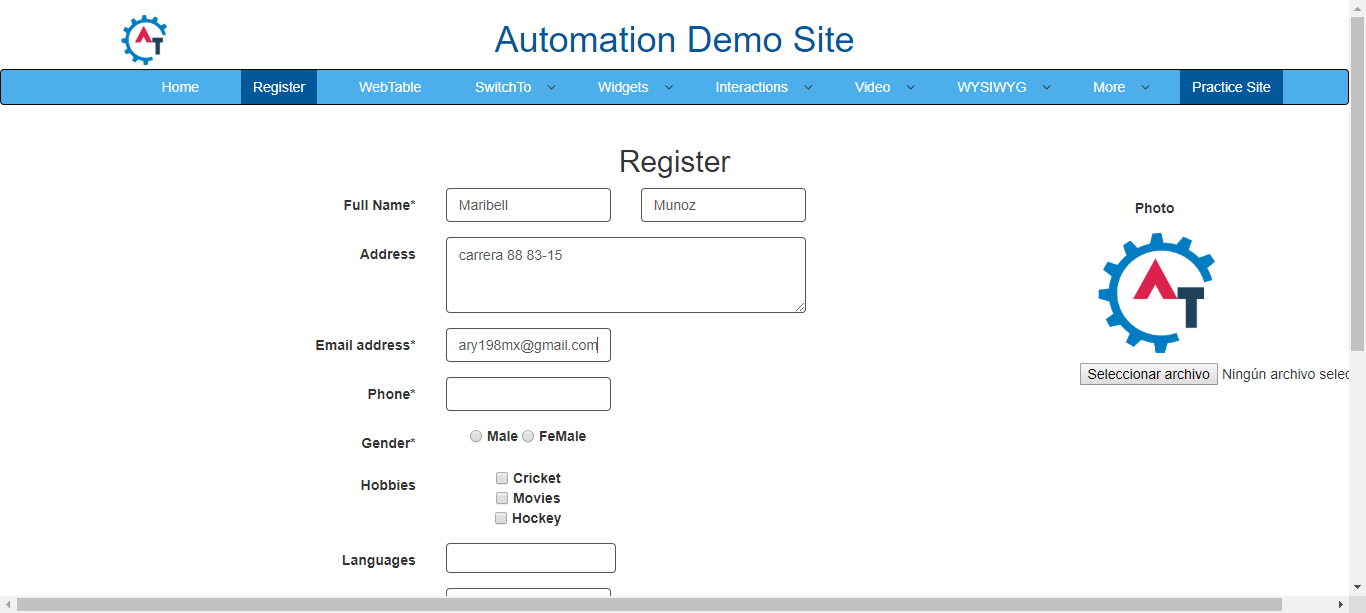 AT
Automation Demo Site
Home Register WebTable SwitchTo Widgets Interactions Video WYSIWYG More Practice Site
Register
Full Name* Maribell Munoz
Photo
Address carrera 88 83-15
AT
Email address* ary198mx@gmail.com
Seleccionar archivo Ningún archivo selec
Phone*
Gender* Male FeMale
Hobbies Cricket
Movies
Hockey
Languages